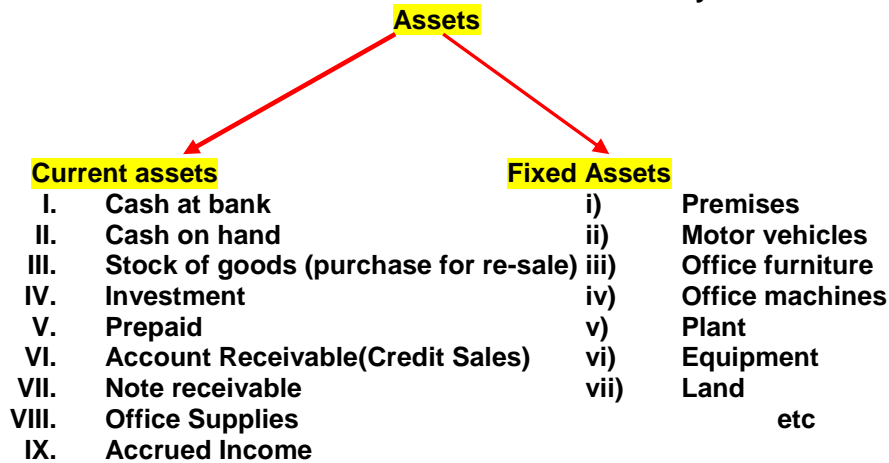 Assets
Current assets Fixed Assets
I. Cash at bank i) Premises
II. Cash on hand ii) Motor vehicles
III. Stock of goods (purchase for re-sale) iii) Office furniture
IV. Investment iv) Office machines
V. Prepaid v) Plant
VI. Account Receivable(Credit Sales) vi) Equipment
VII. Note receivable vii) Land
VIII. Office Supplies etc
IX. Accrued Income